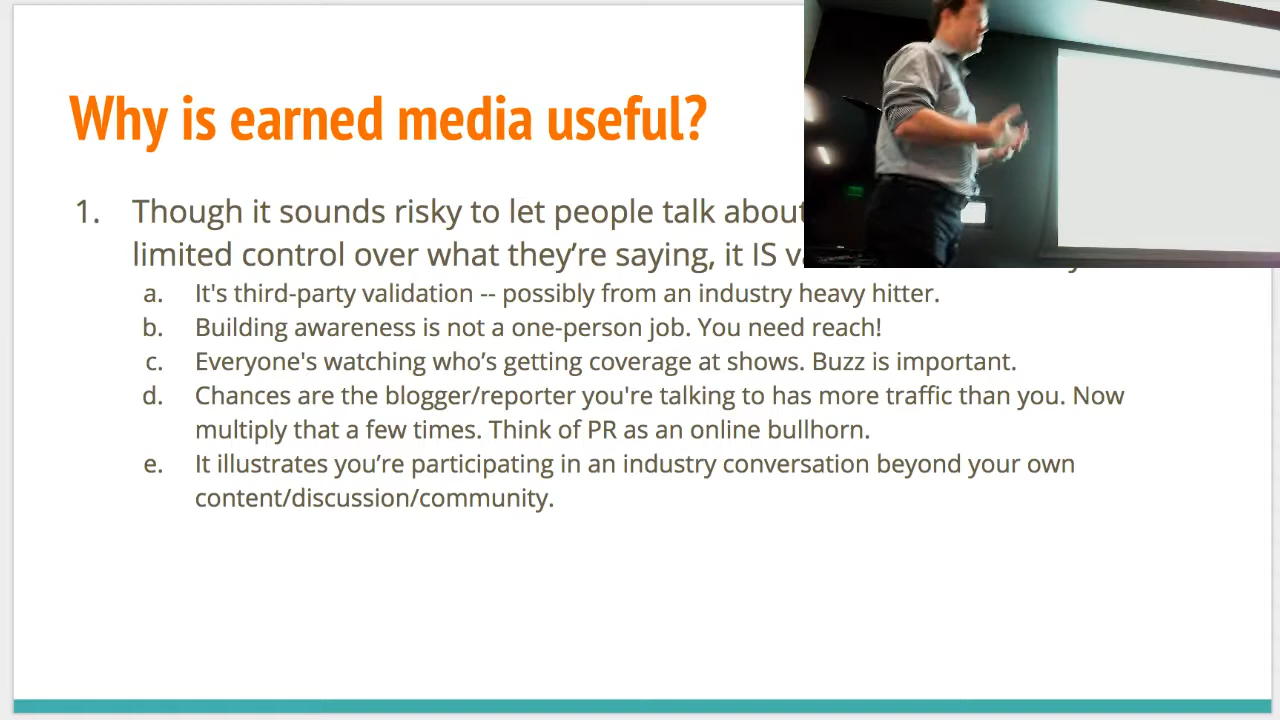 Why is earned media useful?
1. Though it sounds risky to let people talk about
limited control over what they’re saying, it IS
a. It's third-party validation -- possibly from an industry heavy hitter.
b. Building awareness is not a one-person job. You need reach!
c. Everyone's watching who’s getting coverage at shows. Buzz is important.
d. Chances are the blogger/reporter you're talking to has more traffic than you. Now
multiply that a few times. Think of PR as an online bullhorn.
e. It illustrates you’re participating in an industry conversation beyond your own
content/discussion/community.